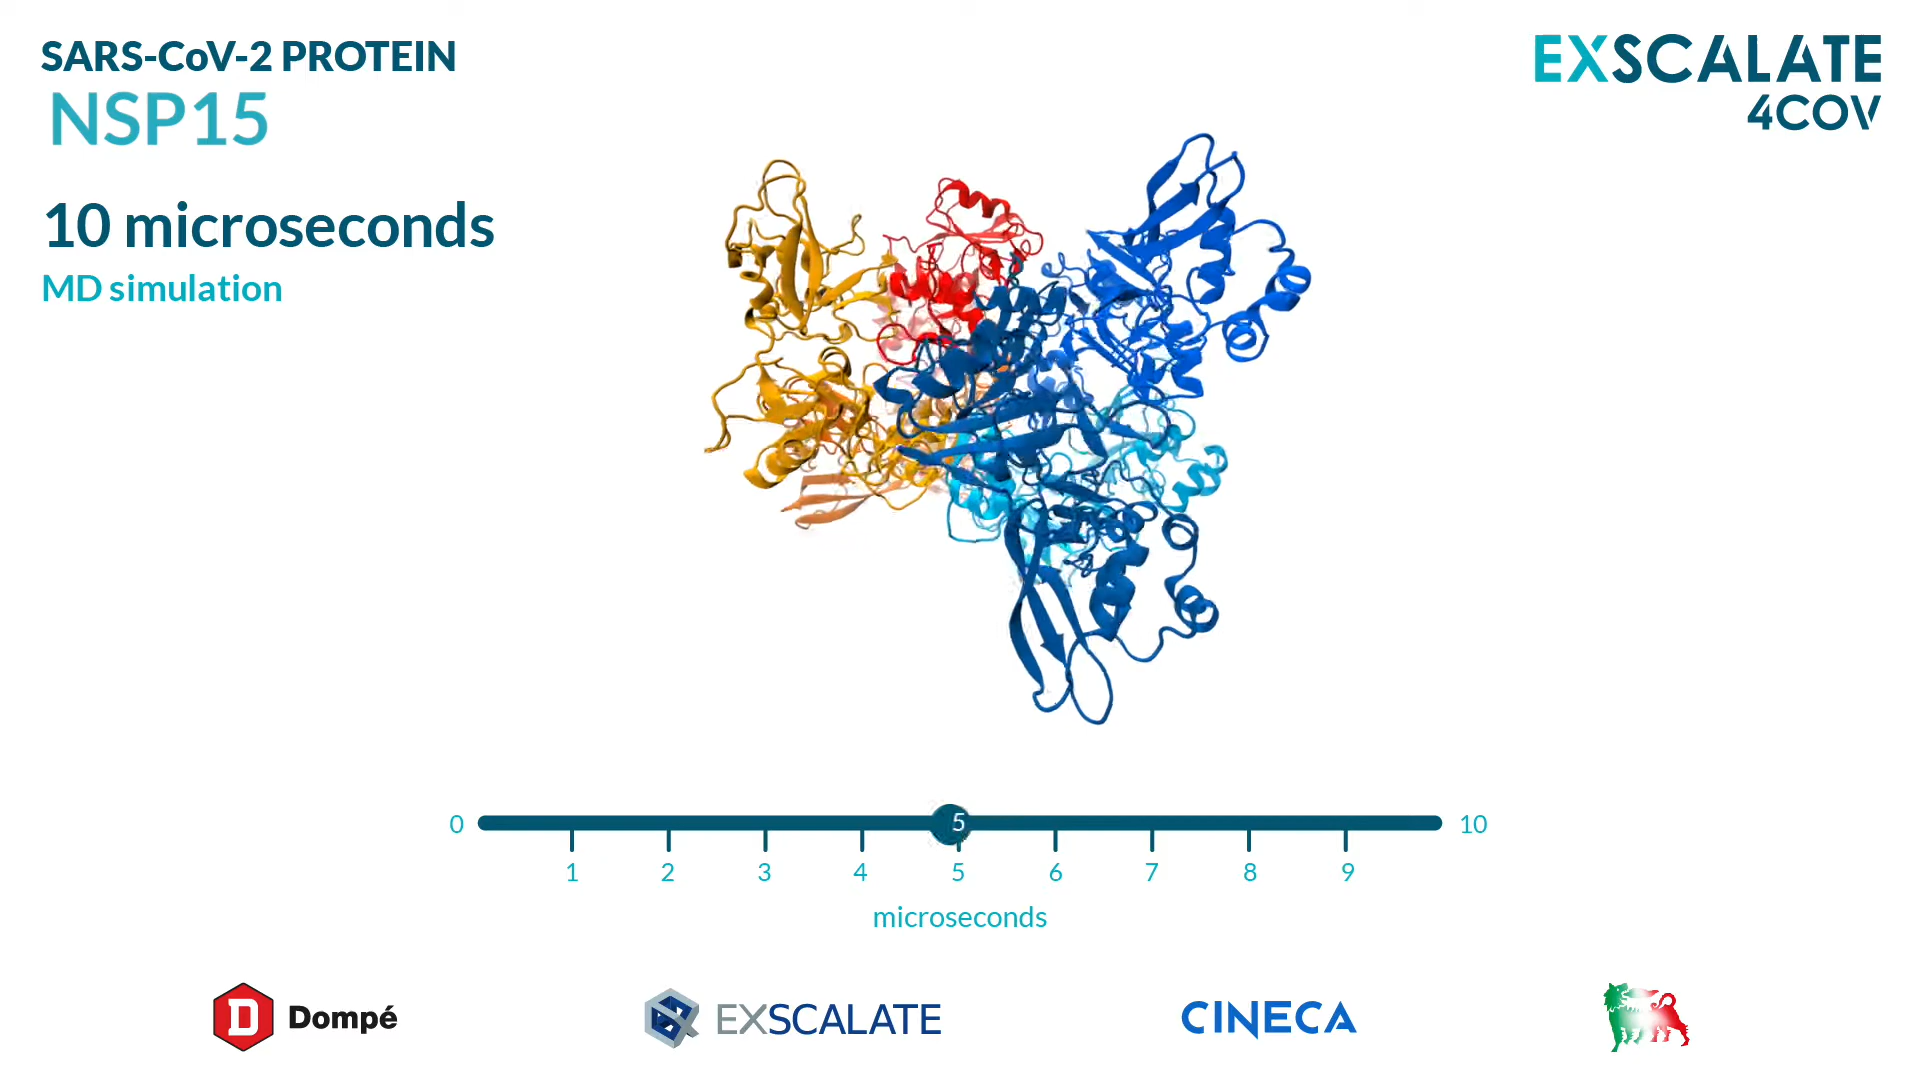 SARS-CoV-2 PROTEIN
NSP15
10 microseconds
MD simulation
EXSCALATE
4COV
0
5
10
1 2 3 4 5 6 7 8 9
microseconds
D Dompé
EXSCALATE
CINECA